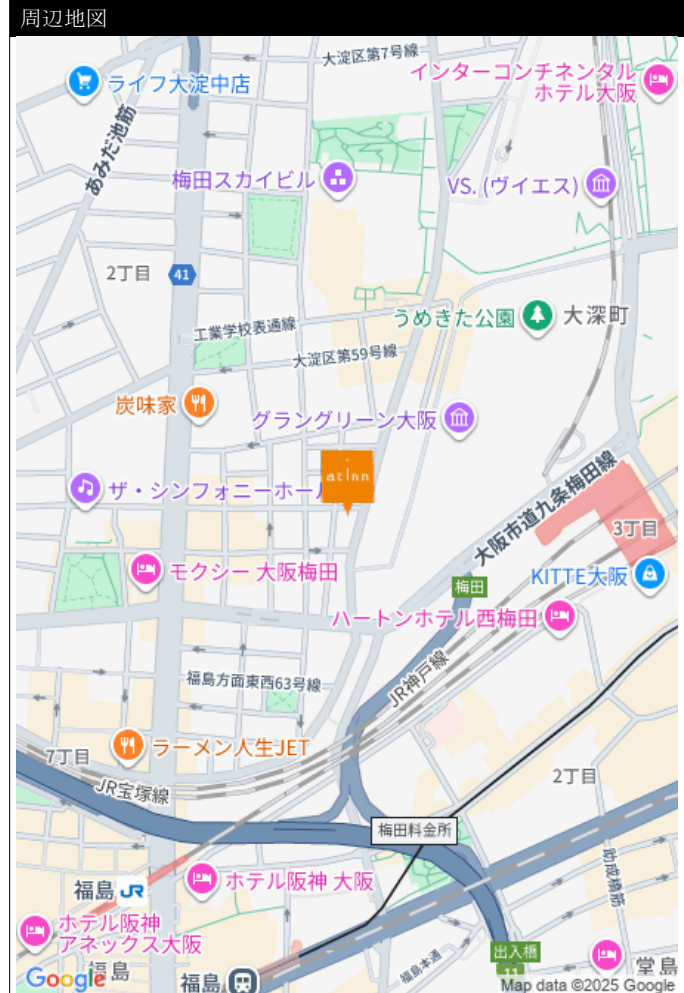 周辺地図
大淀区第7号線
インターコンチネンタル
ホテル大阪
ライフ大淀中店
あみだ池筋
梅田スカイビル
VS. (ヴイエス)
2丁目
41
うめきた公園
大深町
工業学校表通線
大淀区第59号線
炭味家
グラングリーン大阪
atInn
ザ・シンフォニーホール
大阪市道九条梅田線
3丁目
モクシー 大阪梅田
KITTE大阪
梅田
ハートンホテル西梅田
JR神戸線
福島方面東西63号線
ラーメン人生JET
7丁目
JR宝塚線
2丁目
梅田料金所
助成橋筋
ホテル阪神 大阪
福島 JR
ホテル阪神
アネックス大阪
福島本通
出入橋
11
堂島
Google
福島
福島
Map data ©2025 Google